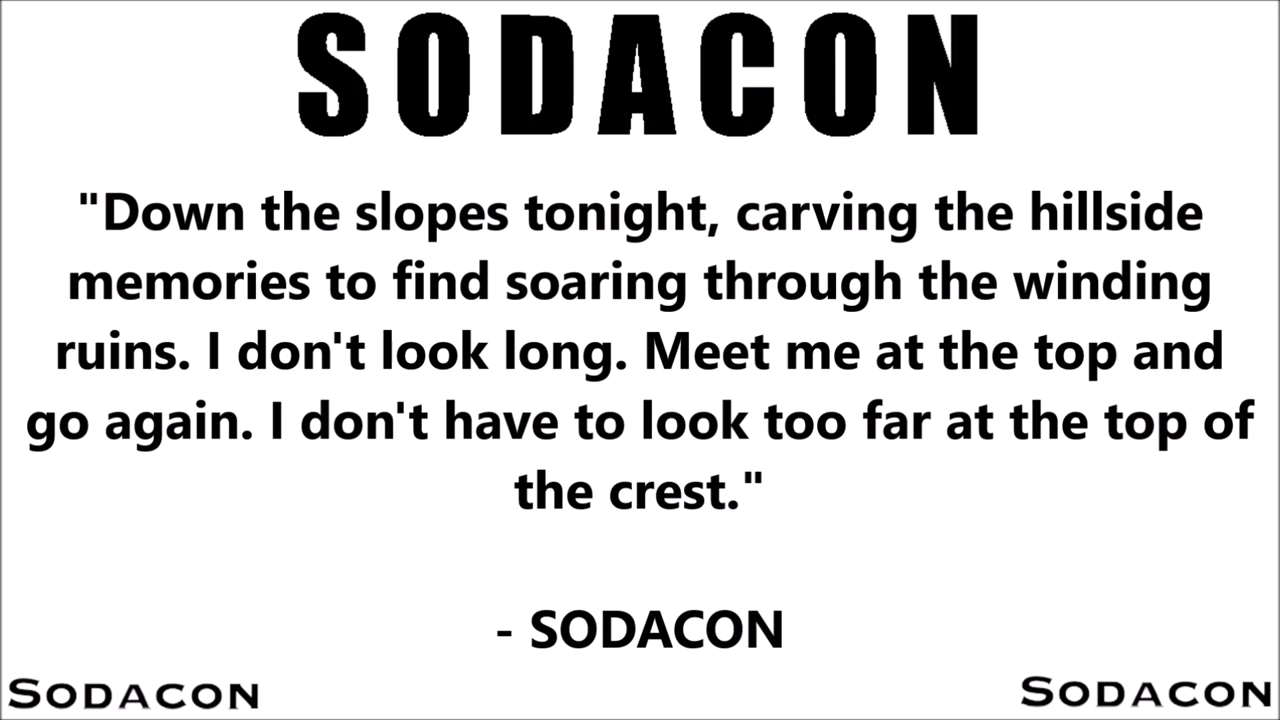 SODACON
"Down the slopes tonight, carving the hillside
memories to find soaring through the winding
ruins. I don't look long. Meet me at the top and
go again. I don't have to look too far at the top of
the crest."
- SODACON
SODACON
SODACON